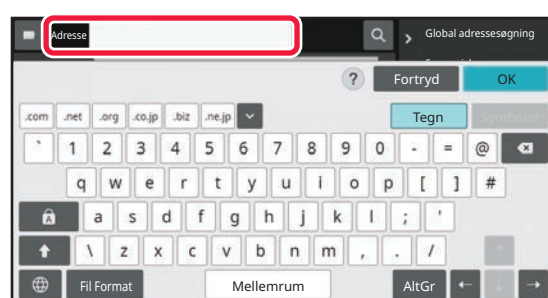 Adresse
Global adressesøgning
? Fortryd OK
.com .net .org .co.jp .biz .ne.jp Tegn Symboler
` 1 2 3 4 5 6 7 8 9 0 - = @
q w e r t y u i o p [ ] #
A a s d f g h j k l ; '
\ z x c v b n m , . /
Fil Format Mellemrum AltGr